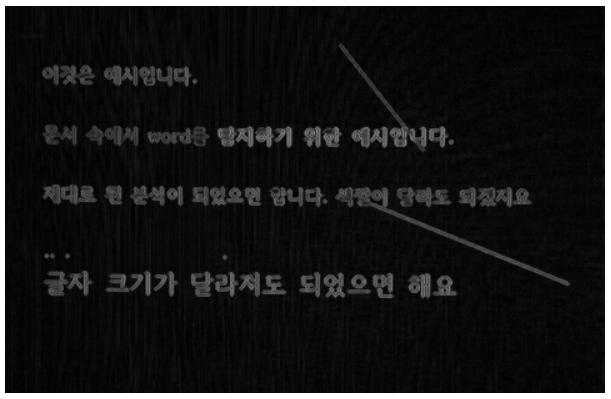 이것은 예시입니다.
문서 속에서 word를 탐지하기 위한 예시입니다.
제대로 된 분석이 되었으면 합니다. 색깔이 달라도 되겠지요
.. . .
글자 크기가 달라져도 되었으면 해요